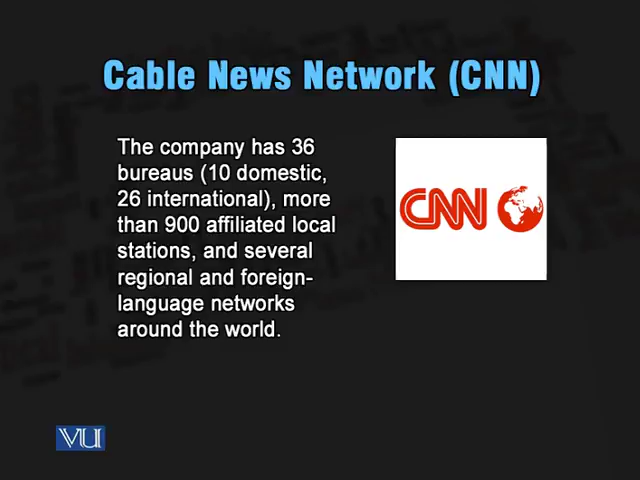 Cable News Network (CNN)
The company has 36
bureaus (10 domestic,
26 international), more
than 900 affiliated local
stations, and several
regional and foreign-
language networks
around the world.
CNN
VU